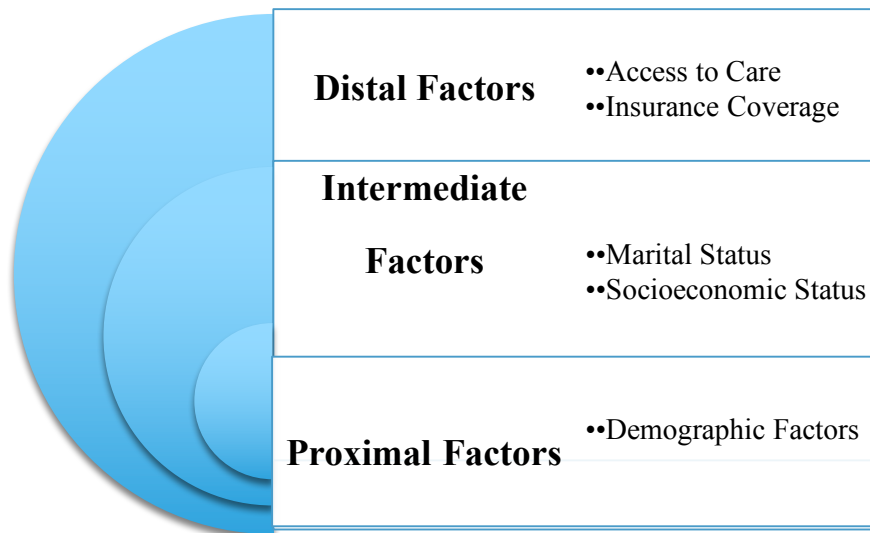 Distal Factors
••Access to Care
••Insurance Coverage
Intermediate
Factors
••Marital Status
••Socioeconomic Status
Proximal Factors
••Demographic Factors